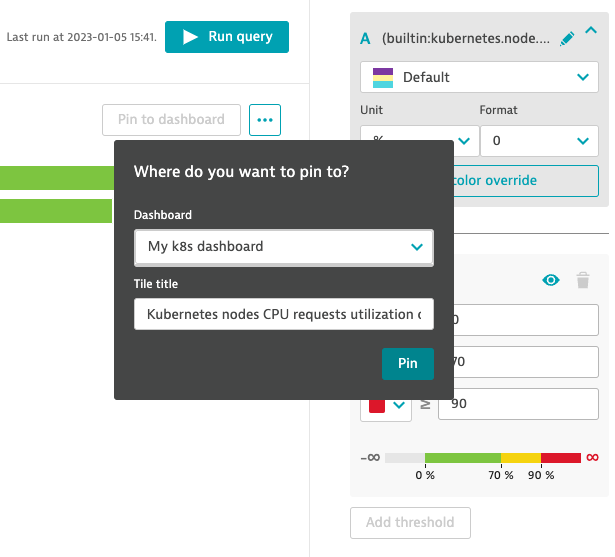 Last run at 2023-01-05 15:41.
Run query
A (builtin:kubernetes.node....
Default
Unit
Format
%
0
Pin to dashboard
...
color override
Where do you want to pin to?
Dashboard
My k8s dashboard
Tile title
Kubernetes nodes CPU requests utilization
Pin
0
70
≥ 90
-∞
∞
0 %
70 %
90 %
Add threshold